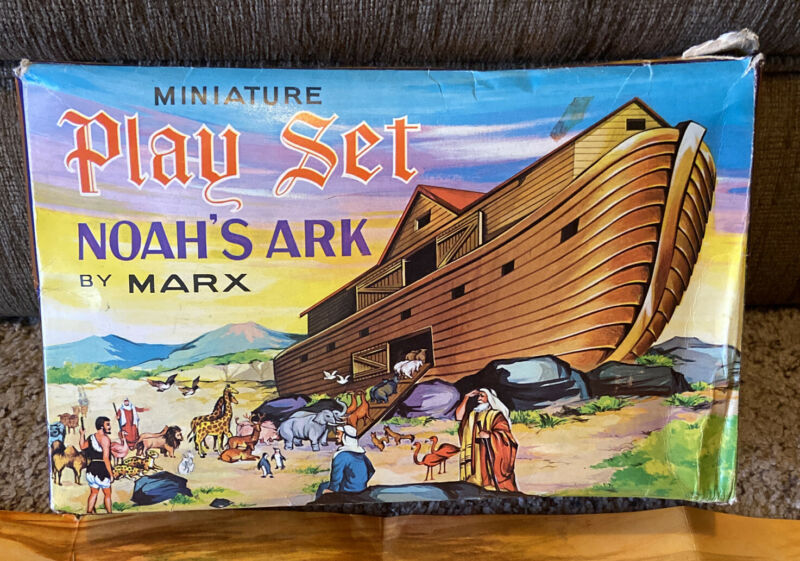 MINIATURE
Play Set
NOAH'S ARK
BY MARX